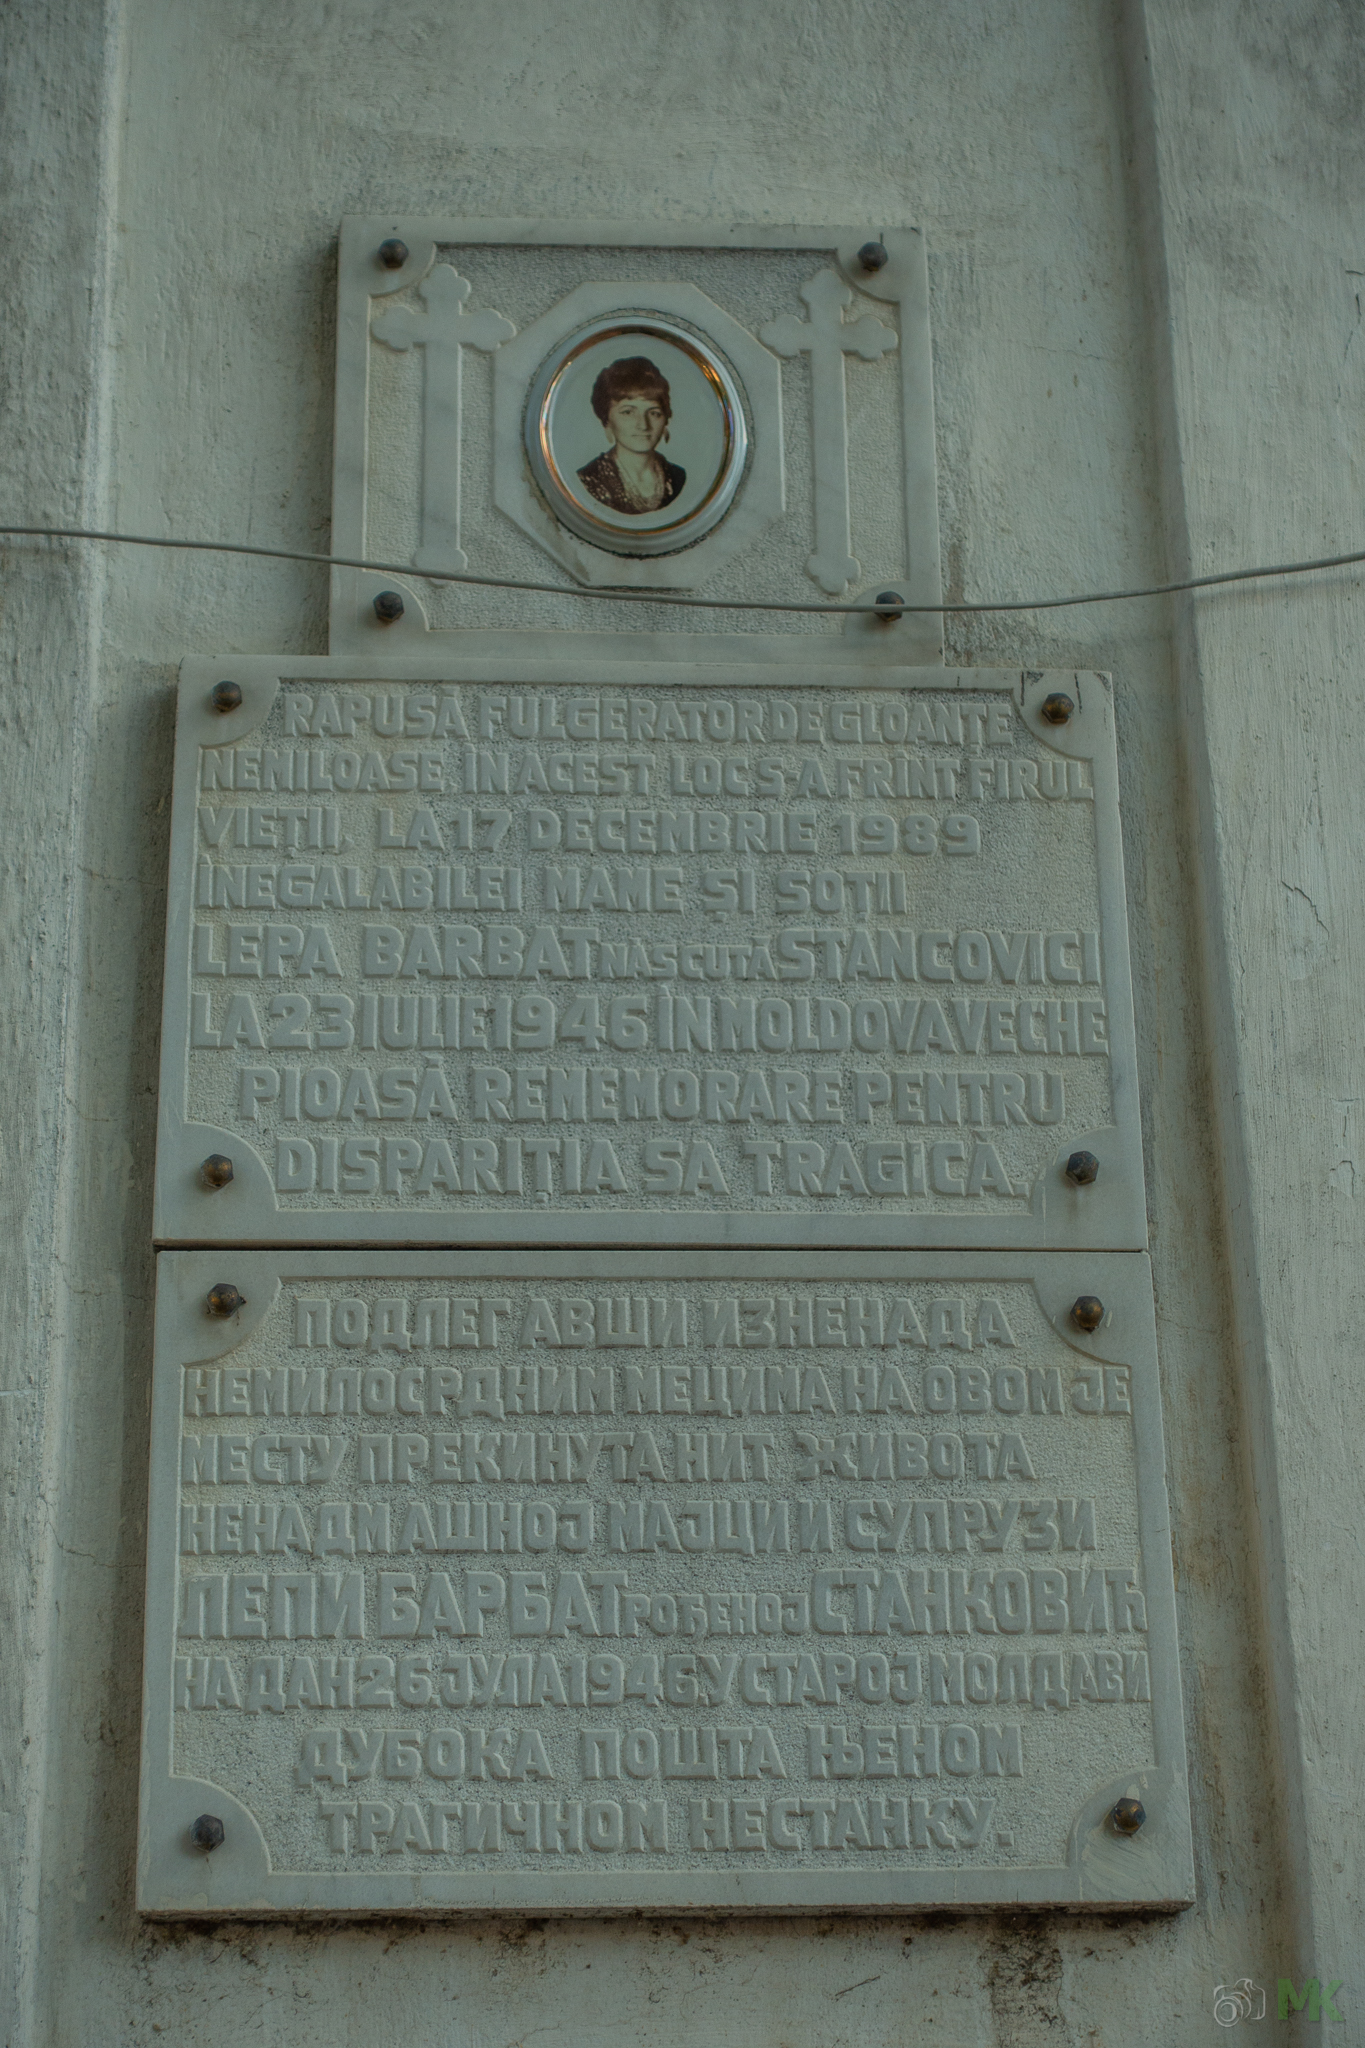 RAPUSĂ FULGERATOR DE GLOANȚE
NEMILOASE, ÎN ACEST LOC S-A FRÎNT FIRUL
VIEȚII, LA 17 DECEMBRIE 1989
INEGALABILEI MAME ȘI SOȚII
LEPA BARBAT NĂSCUTĂ STANCOVICI
LA 23 IULIE 1946 ÎN MOLDOVA VECHE
PIOASĂ REMEMORARE PENTRU
DISPARIȚIA SA TRAGICĂ.
ПОДЛЕГАВШИ ИЗНЕНАДА
НЕМИЛОСРДНИМ МЕЦИМА НА ОВОМ ЈЕ
МЕСТУ ПРЕКИНУТА НИТ ЖИВОТА
НЕНАДМАШНОЈ МАЈЦИ И СУПРУЗИ
ЛЕПИ БАРБАТ РОЂЕНОЈ СТАНКОВИЋ
НА ДАН 26. ЈУЛА 1946. У СТАРОЈ МОЛДАВИ
ДУБОКА ПОШТА ЊЕНОМ
ТРАГИЧНОМ НЕСТАНКУ.
MK